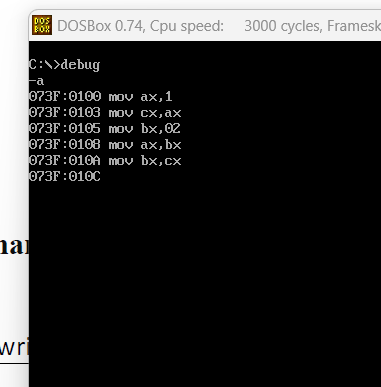 DOS
BOX
DOSBox 0.74, Cpu speed: 3000 cycles, Framesk
C:\>debug
-a
073F:0100 mov ax,1
073F:0103 mov cx,ax
073F:0105 mov bx,02
073F:0108 mov ax,bx
073F:010A mov bx,cx
073F:010C
nar
wri